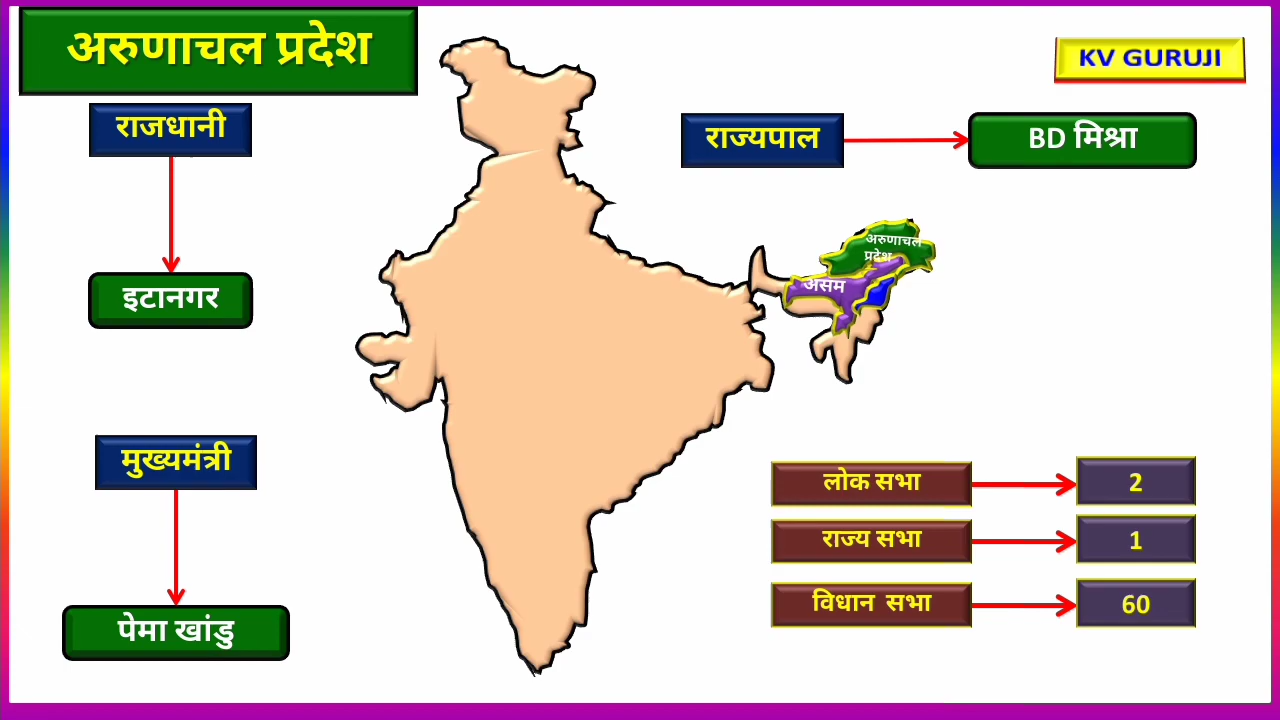 अरुणाचल प्रदेश
KV GURUJI
राजधानी
राज्यपाल
BD मिश्रा
इटानगर
अरुणाचल
प्रदेश
असम
मुख्यमंत्री
पेमा खांडु
लोक सभा
2
राज्य सभा
1
विधान सभा
60